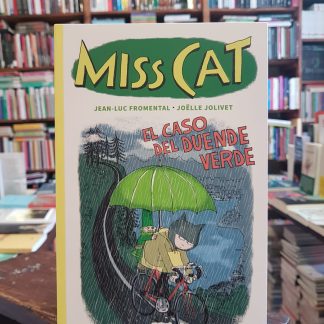 MISS CAT
JEAN-LUC FROMENTAL • JOËLLE JOLIVET
EL CASO
DEL DUENDE
VERDE